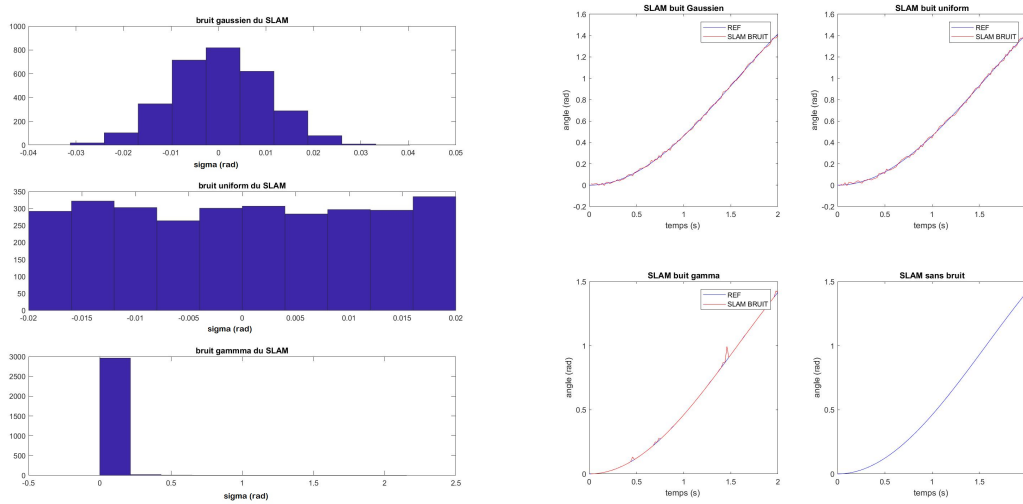 bruit gaussien du SLAM
1000
800
600
400
200
0
-0.04 -0.03 -0.02 -0.01 0 0.01 0.02 0.03 0.04 0.05
sigma (rad)
bruit uniform du SLAM
350
300
250
200
150
100
50
0
-0.02 -0.015 -0.01 -0.005 0 0.005 0.01 0.015 0.02
sigma (rad)
bruit gammma du SLAM
3000
2500
2000
1500
1000
500
0
-0.5 0 0.5 1 1.5 2 2.5
sigma (rad)
SLAM buit Gaussien
REF
SLAM BRUIT
1.6
1.4
1.2
1
0.8
0.6
0.4
0.2
0
-0.2
angle (rad)
0 0.5 1 1.5 2
temps (s)
SLAM buit uniform
REF
SLAM BRUIT
1.6
1.4
1.2
1
0.8
0.6
0.4
0.2
0
-0.2
angle (rad)
0 0.5 1 1.5
temps (s)
SLAM buit gamma
REF
SLAM BRUIT
1.5
1
0.5
0
angle (rad)
0 0.5 1 1.5 2
temps (s)
SLAM sans bruit
1.5
1
0.5
0
angle (rad)
0 0.5 1 1.5
temps (s)